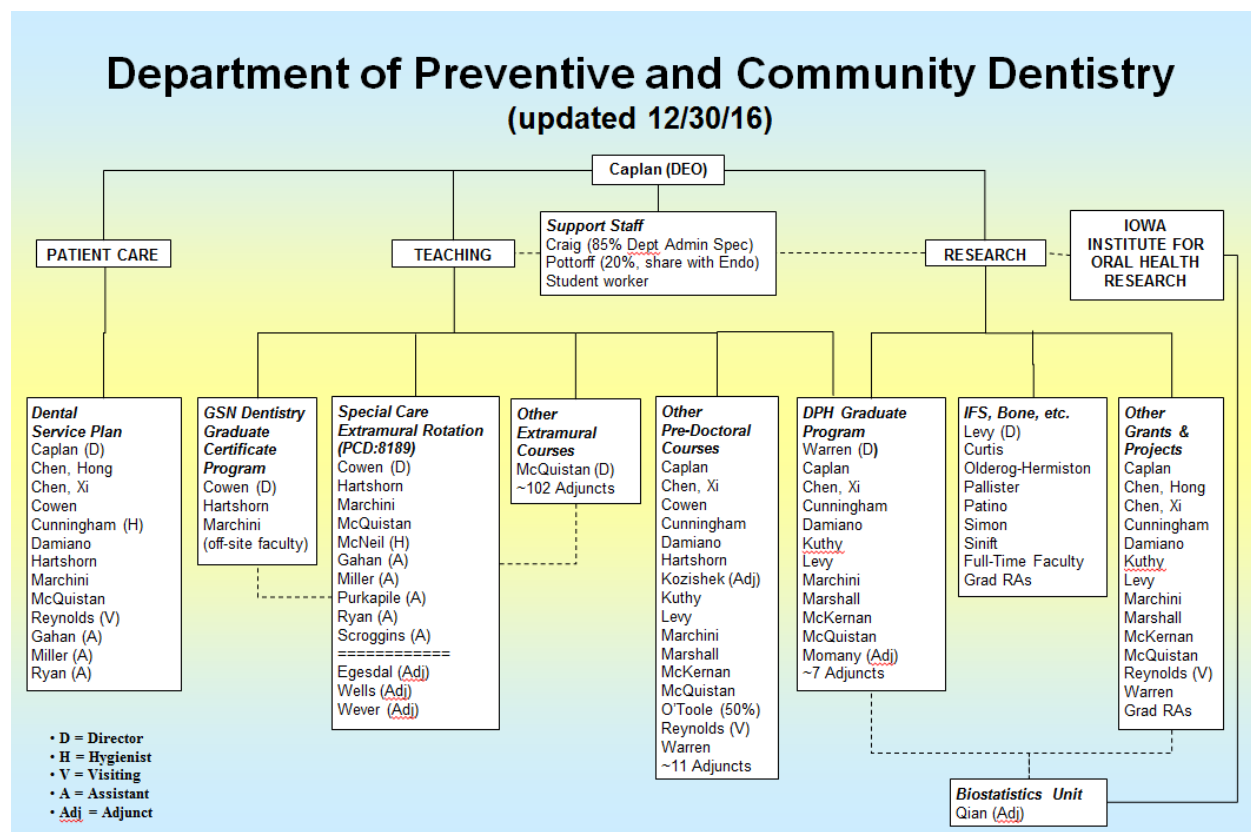 Department of Preventive and Community Dentistry
(updated 12/30/16)
Caplan (DEO)
Support Staff
Craig (85% Dept Admin Spec)
Pottorff (20%, share with Endo)
Student worker
PATIENT CARE
TEACHING
RESEARCH
IOWA
INSTITUTE FOR
ORAL HEALTH
RESEARCH
Dental
Service Plan
Caplan (D)
Chen, Hong
Chen, Xi
Cowen
Cunningham (H)
Damiano
Hartshorn
Marchini
McQuistan
Reynolds (V)
Gahan (A)
Miller (A)
Ryan (A)
GSN Dentistry
Graduate
Certificate
Program
Cowen (D)
Hartshorn
Marchini
(off-site faculty)
Special Care
Extramural Rotation
(PCD:8189)
Cowen (D)
Hartshorn
Marchini
McQuistan
McNeil (H)
Gahan (A)
Miller (A)
Purkapile (A)
Ryan (A)
Scroggins (A)
============
Egesdal (Adj)
Wells (Adj)
Wever (Adj)
Other
Extramural
Courses
McQuistan (D)
~102 Adjuncts
Other
Pre-Doctoral
Courses
Caplan
Chen, Xi
Cowen
Cunningham
Damiano
Hartshorn
Kozishek (Adj)
Kuthy
Levy
Marchini
Marshall
McKernan
McQuistan
O'Toole (50%)
Reynolds (V)
Warren
~11 Adjuncts
DPH Graduate
Program
Warren (D)
Caplan
Chen, Xi
Cunningham
Damiano
Kuthy
Levy
Marchini
Marshall
McKernan
McQuistan
Momany (Adj)
~7 Adjuncts
IFS, Bone, etc.
Levy (D)
Curtis
Olderog-Hermiston
Pallister
Patino
Simon
Sinift
Full-Time Faculty
Grad RAs
Other
Grants &
Projects
Caplan
Chen, Hong
Chen, Xi
Cunningham
Damiano
Kuthy
Levy
Marchini
Marshall
McKernan
McQuistan
Reynolds (V)
Warren
Grad RAs
• D = Director
• H = Hygienist
• V = Visiting
• A = Assistant
• Adj = Adjunct
Biostatistics Unit
Qian (Adj)